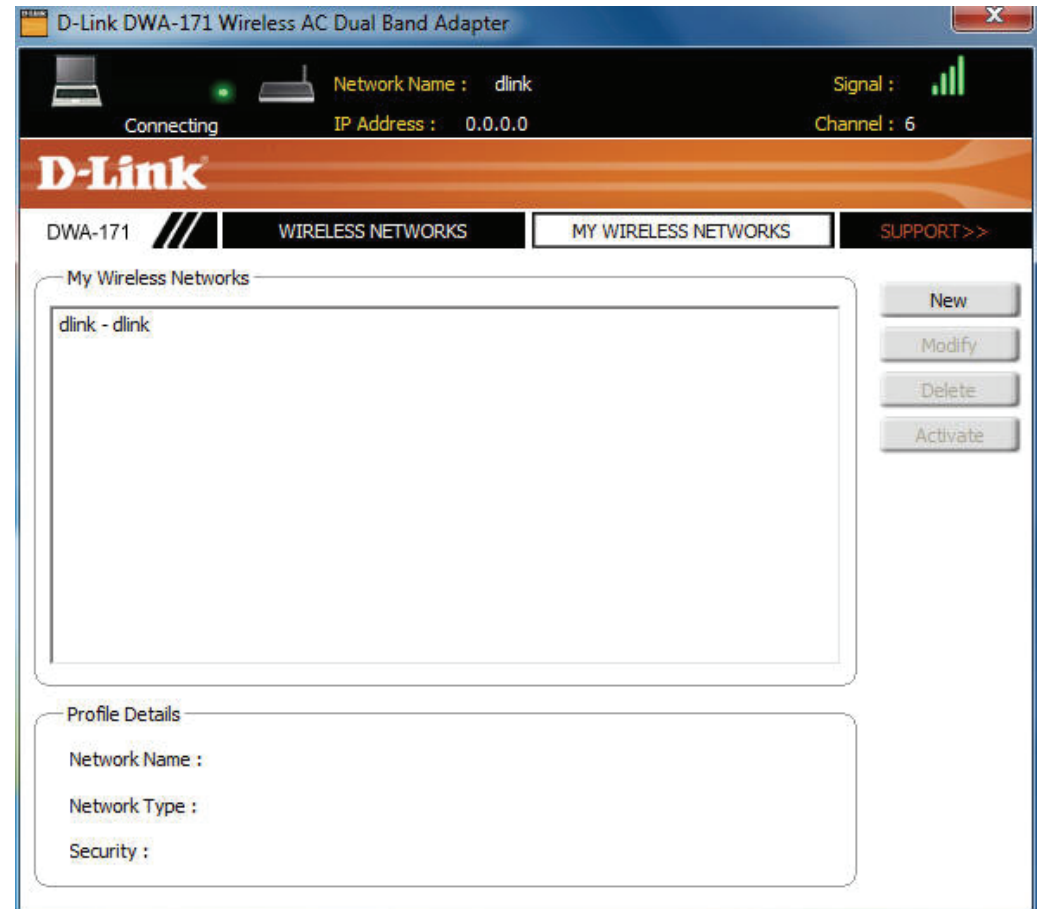 D-Link DWA-171 Wireless AC Dual Band Adapter
Network Name : dlink Signal :
Connecting IP Address : 0.0.0.0 Channel : 6
D-Link
DWA-171 WIRELESS NETWORKS MY WIRELESS NETWORKS SUPPORT>>
My Wireless Networks
New
dlink - dlink
Modify
Delete
Activate
Profile Details
Network Name :
Network Type :
Security :